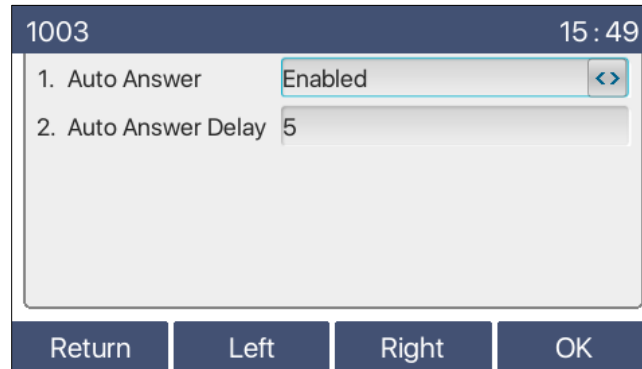 1003 15:49
1. Auto Answer Enabled <>
2. Auto Answer Delay 5
Return Left Right OK